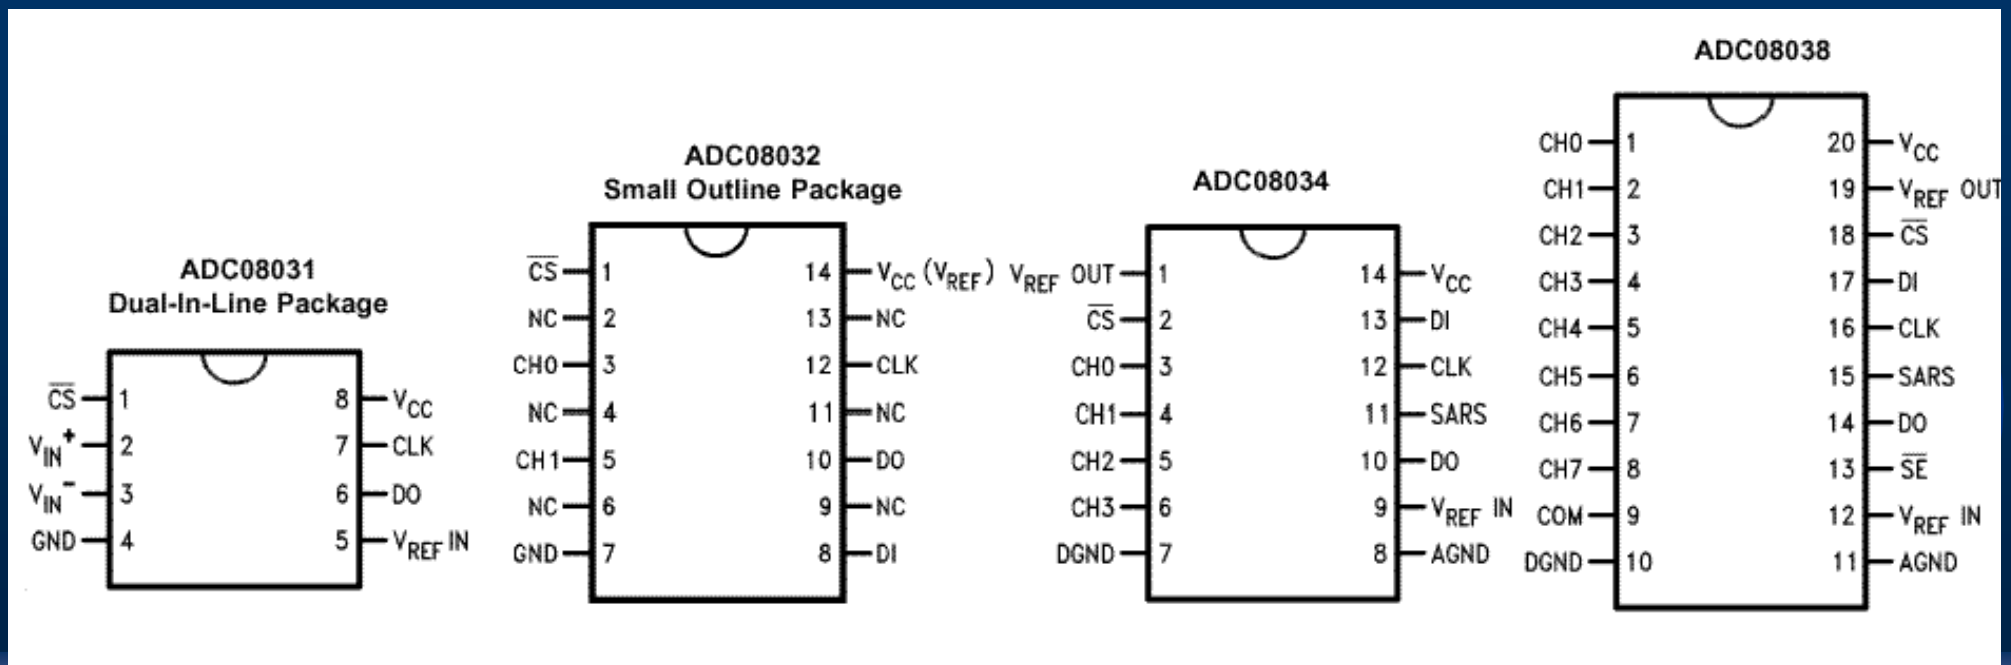 ADC08031
Dual-In-Line Package
C̅S̅ 1 8 VCC
VIN+ 2 7 CLK
VIN− 3 6 DO
GND 4 5 VREF IN
ADC08032
Small Outline Package
C̅S̅ 1 14 VCC (VREF)
NC 2 13 NC
CH0 3 12 CLK
NC 4 11 NC
CH1 5 10 DO
NC 6 9 NC
GND 7 8 DI
ADC08034
VREF OUT 1 14 VCC
C̅S̅ 2 13 DI
CH0 3 12 CLK
CH1 4 11 SARS
CH2 5 10 DO
CH3 6 9 VREF IN
DGND 7 8 AGND
ADC08038
CH0 1 20 VCC
CH1 2 19 VREF OUT
CH2 3 18 C̅S̅
CH3 4 17 DI
CH4 5 16 CLK
CH5 6 15 SARS
CH6 7 14 DO
CH7 8 13 S̅E̅
COM 9 12 VREF IN
DGND 10 11 AGND